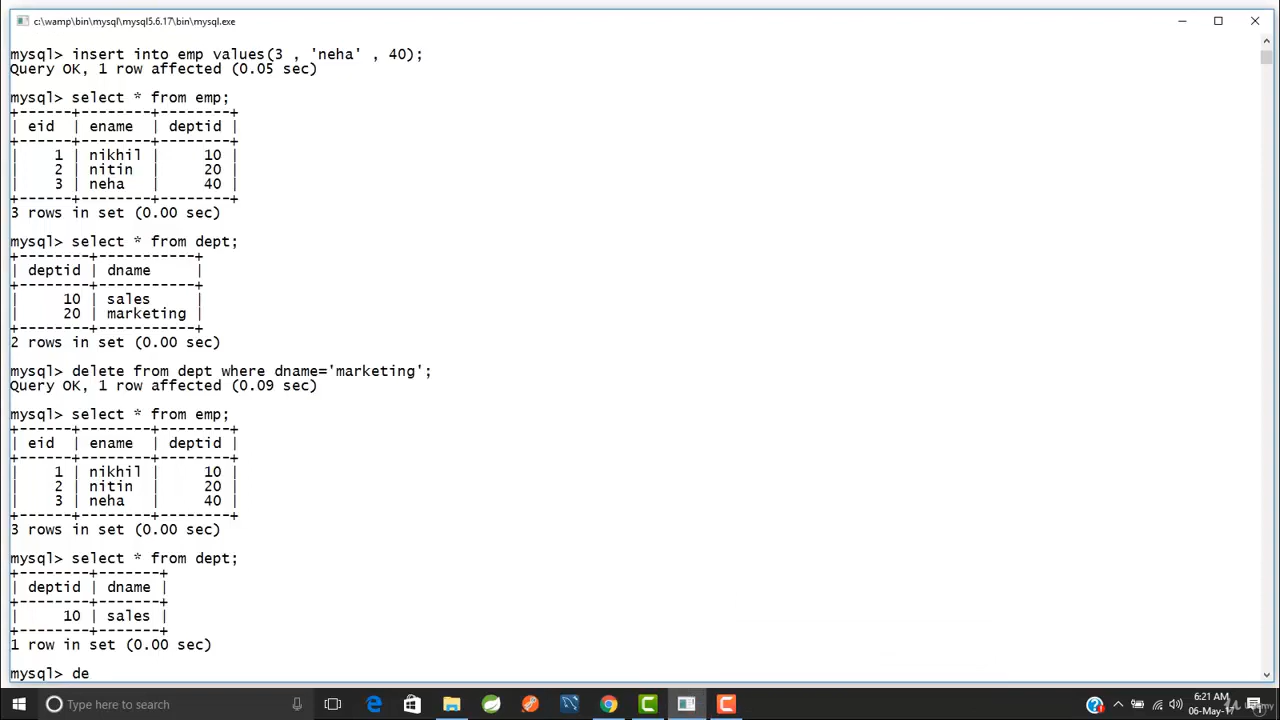 c:\wamp\bin\mysql\mysql5.6.17\bin\mysql.exe
mysql> insert into emp values(3 , 'neha' , 40);
Query OK, 1 row affected (0.05 sec)
mysql> select * from emp;
+------+--------+--------+
| eid  | ename  | deptid |
+------+--------+--------+
|    1 | nikhil |     10 |
|    2 | nitin  |     20 |
|    3 | neha   |     40 |
+------+--------+--------+
3 rows in set (0.00 sec)
mysql> select * from dept;
+--------+-----------+
| deptid | dname     |
+--------+-----------+
|     10 | sales     |
|     20 | marketing |
+--------+-----------+
2 rows in set (0.00 sec)
mysql> delete from dept where dname='marketing';
Query OK, 1 row affected (0.09 sec)
mysql> select * from emp;
+------+--------+--------+
| eid  | ename  | deptid |
+------+--------+--------+
|    1 | nikhil |     10 |
|    2 | nitin  |     20 |
|    3 | neha   |     40 |
+------+--------+--------+
3 rows in set (0.00 sec)
mysql> select * from dept;
+--------+-------+
| deptid | dname |
+--------+-------+
|     10 | sales |
+--------+-------+
1 row in set (0.00 sec)
mysql> de
Type here to search
6:21 AM
06-May-17